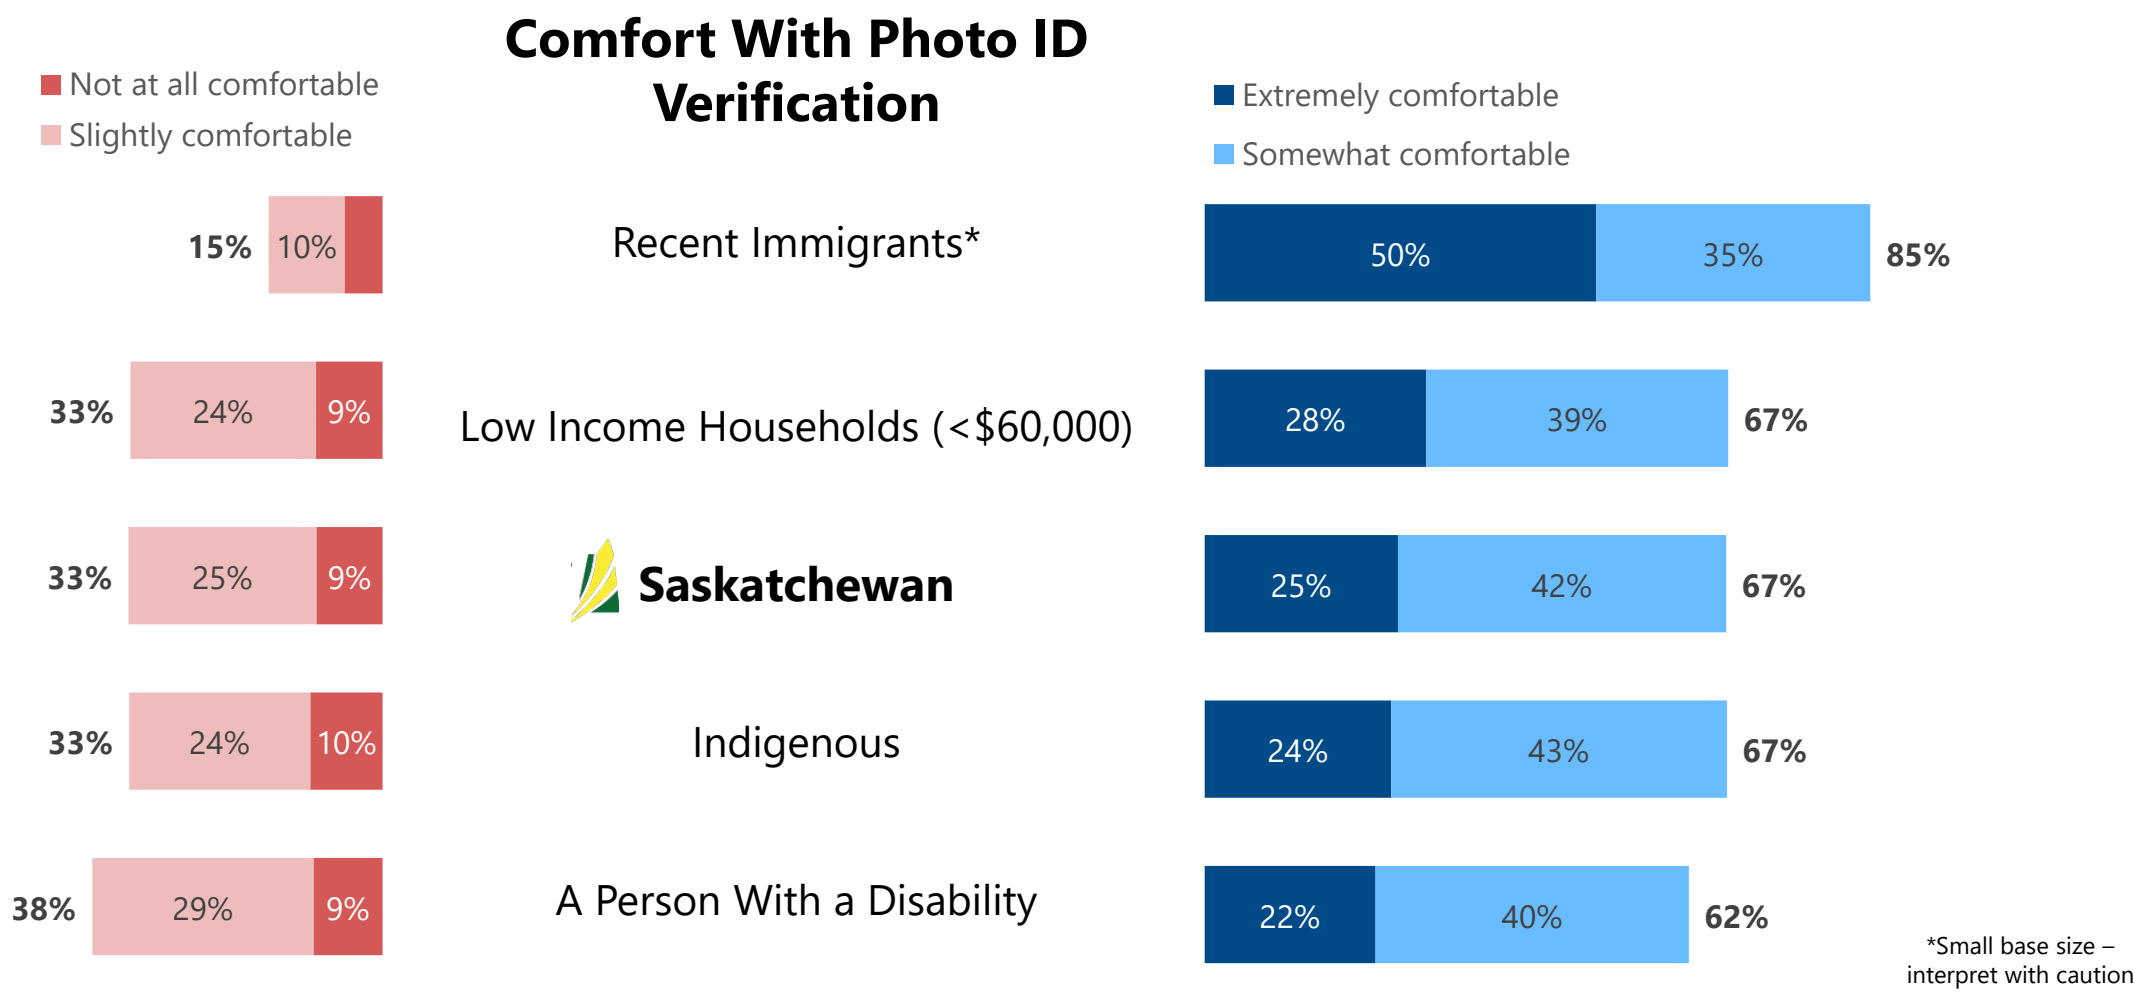 Comfort With Photo ID
Verification
Not at all comfortable
Slightly comfortable
Extremely comfortable
Somewhat comfortable
15% 10% Recent Immigrants* 50% 35% 85%
33% 24% 9% Low Income Households (<$60,000) 28% 39% 67%
33% 25% 9% Saskatchewan 25% 42% 67%
33% 24% 10% Indigenous 24% 43% 67%
38% 29% 9% A Person With a Disability 22% 40% 62%
*Small base size –
interpret with caution